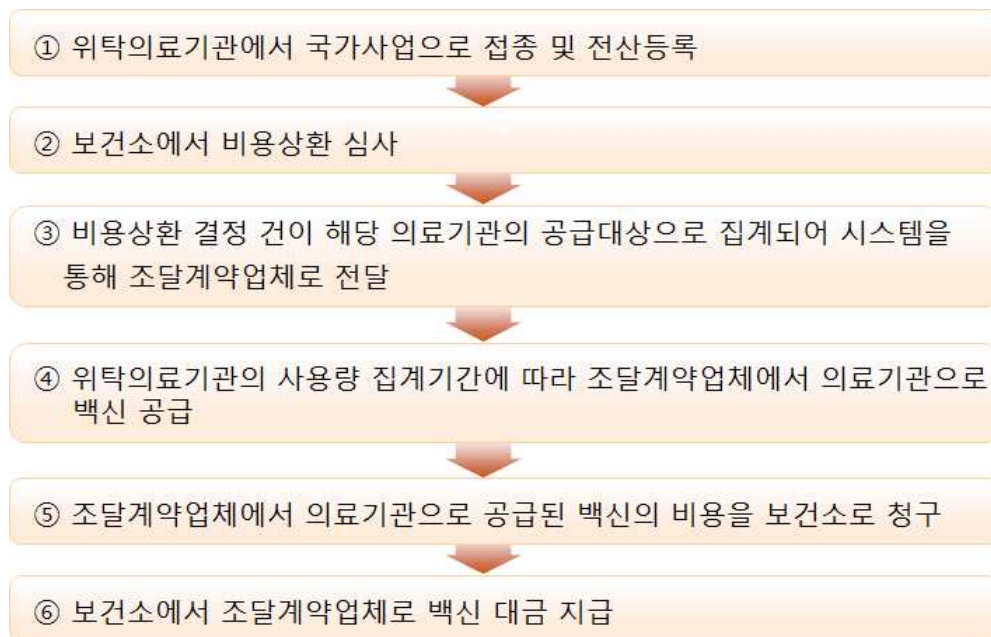 ① 위탁의료기관에서 국가사업으로 접종 및 전산등록
② 보건소에서 비용상환 심사
③ 비용상환 결정 건이 해당 의료기관의 공급대상으로 집계되어 시스템을
통해 조달계약업체로 전달
④ 위탁의료기관의 사용량 집계기간에 따라 조달계약업체에서 의료기관으로
백신 공급
⑤ 조달계약업체에서 의료기관으로 공급된 백신의 비용을 보건소로 청구
⑥ 보건소에서 조달계약업체로 백신 대금 지급